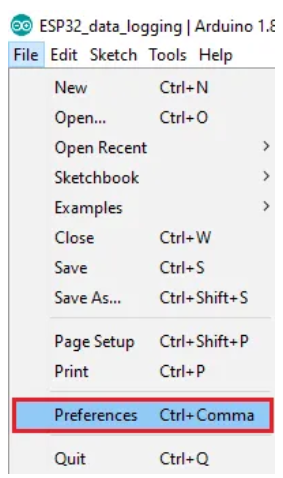 ESP32_data_logging | Arduino 1.8
File Edit Sketch Tools Help
New Ctrl+N
Open... Ctrl+O
Open Recent >
Sketchbook >
Examples >
Close Ctrl+W
Save Ctrl+S
Save As... Ctrl+Shift+S
Page Setup Ctrl+Shift+P
Print Ctrl+P
Preferences Ctrl+Comma
Quit Ctrl+Q